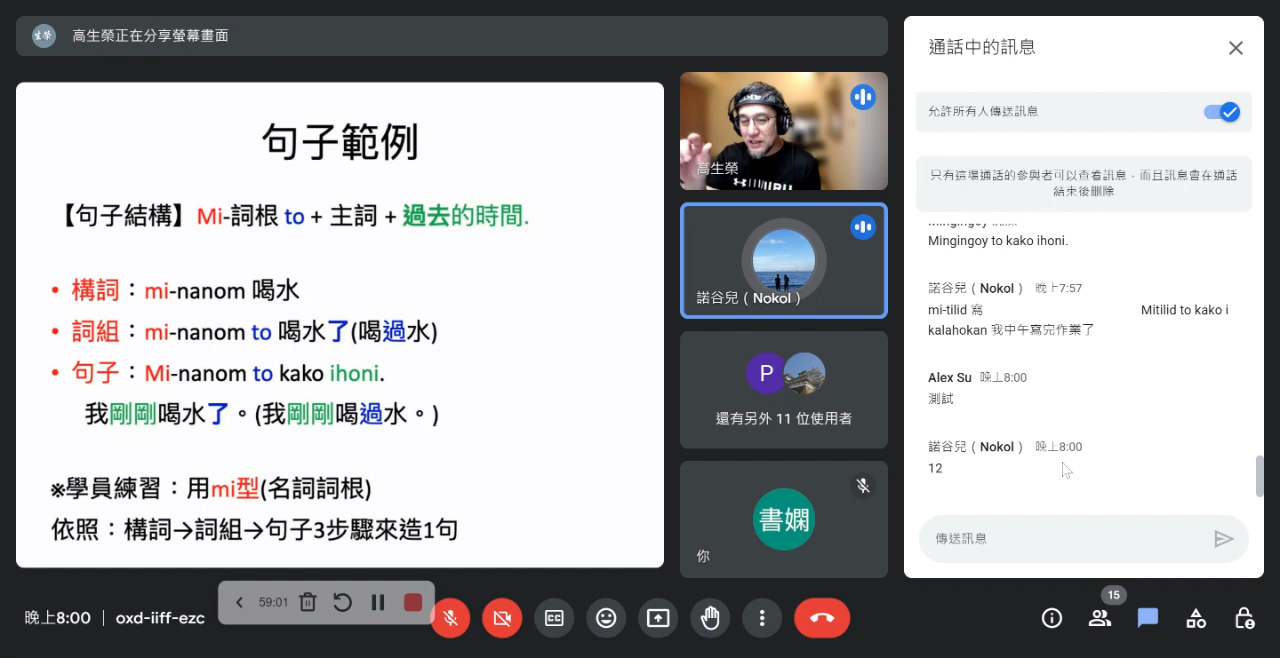 生榮 高生榮正在分享螢幕畫面
句子範例
【句子結構】Mi-詞根 to + 主詞 + 過去的時間.
• 構詞：mi-nanom 喝水
• 詞組：mi-nanom to 喝水了(喝過水)
• 句子：Mi-nanom to kako ihoni.
我剛剛喝水了。(我剛剛喝過水。)
※學員練習：用mi型(名詞詞根)
依照：構詞→詞組→句子3步驟來造1句
高生榮
諾谷兒（Nokol）
P
還有另外 11 位使用者
書嫻
你
通話中的訊息
允許所有人傳送訊息
只有這場通話的參與者可以查看訊息，而且訊息會在通話
結束後刪除
Mingingoy
Mingingoy to kako ihoni.
諾谷兒（Nokol） 晚上7:57
mi-tilid 寫 Mitilid to kako i
kalahokan 我中午寫完作業了
Alex Su 晚上8:00
測試
諾谷兒（Nokol） 晚上8:00
12
傳送訊息
晚上8:00 | oxd-iiff-ezc
59:01
CC
15